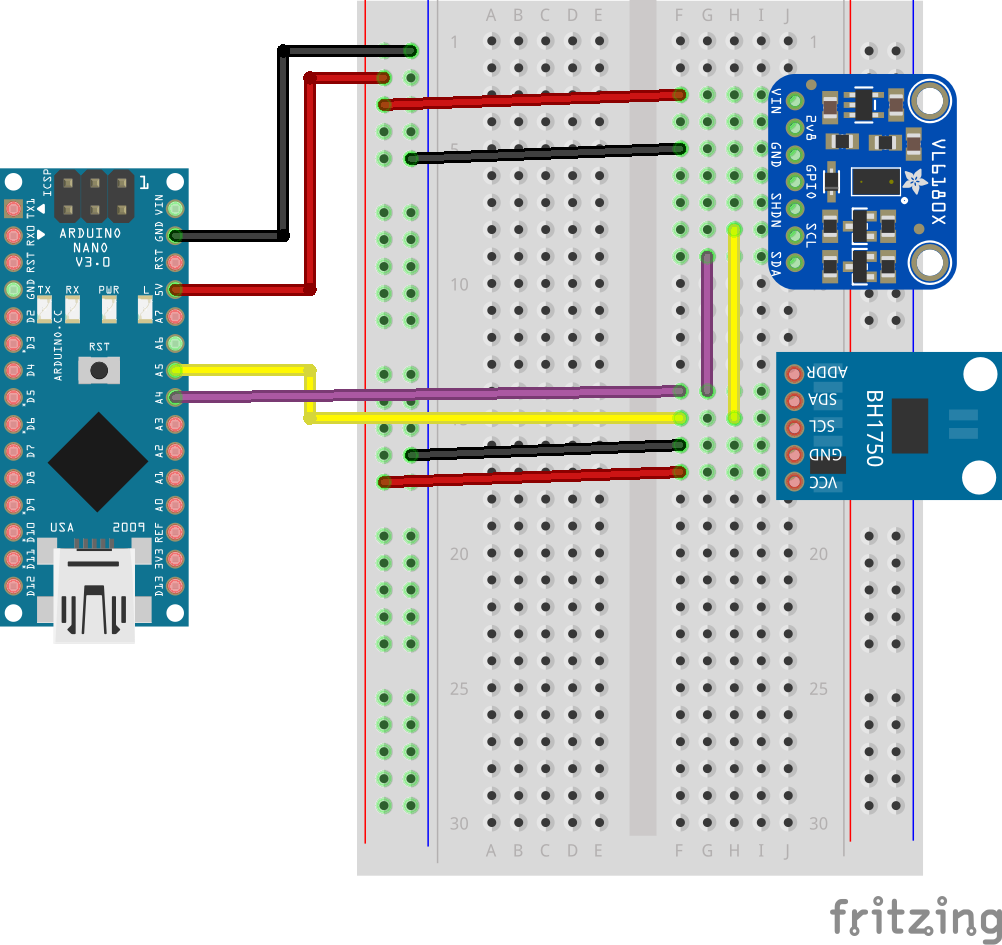 A B C D E F G H I J
1 1
5
10
15
20 20
25 25
30 30
A B C D E F G H I J
ICSP
1
ARDUINO
NANO
V3.0
TX1
RX0
RST
GND
D2
D3
D4
D5
D6
D7
D8
D9
D10
D11
D12
VIN
GND
RST
5V
A7
A6
A5
A4
A3
A2
A1
A0
REF
3V3
D13
TX RX PWR L
ARDUINO.CC
RST
USA 2009
VIN
2v8
GND
GPIO
SHDN
SCL
SDA
VL6180X
ADDR
SDA
SCL
GND
VCC
BH1750
fritzing